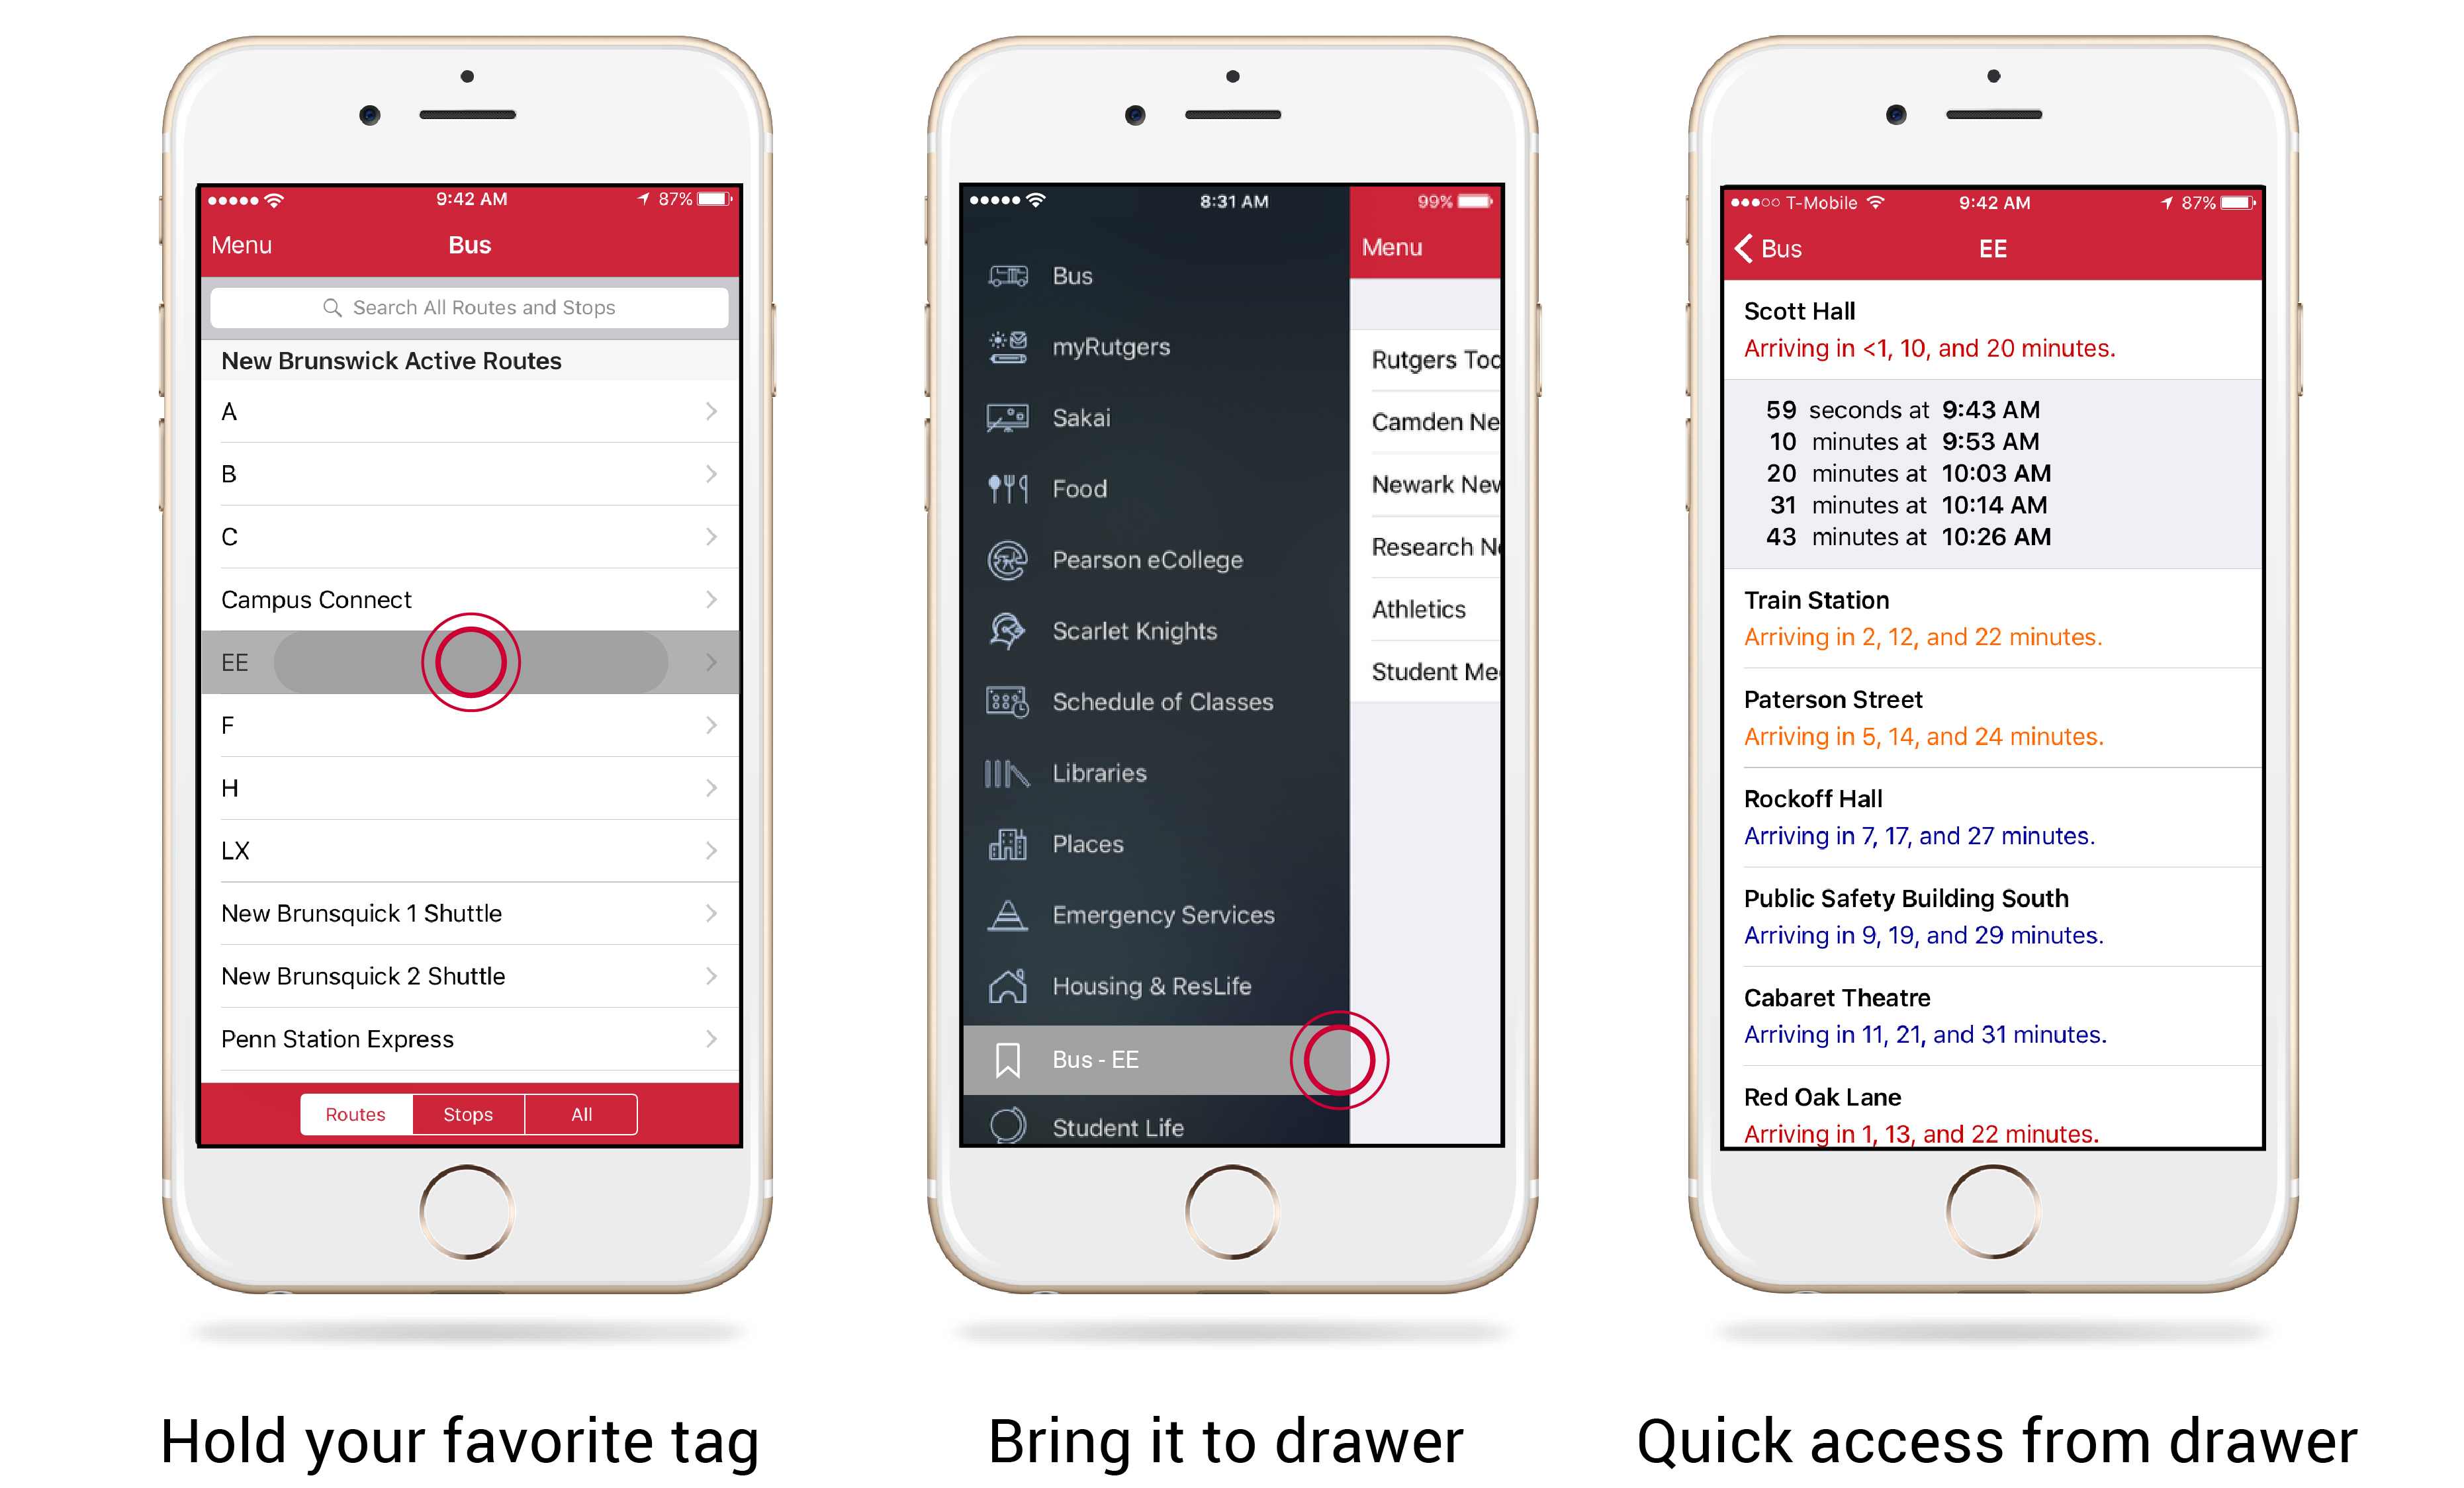 9:42 AM 87%
Menu Bus
Search All Routes and Stops
New Brunswick Active Routes
A
B
C
Campus Connect
EE
F
H
LX
New Brunsquick 1 Shuttle
New Brunsquick 2 Shuttle
Penn Station Express
Routes Stops All
Hold your favorite tag
8:31 AM 99%
Menu
Bus
myRutgers
Sakai
Food
Pearson eCollege
Scarlet Knights
Schedule of Classes
Libraries
Places
Emergency Services
Housing & ResLife
Bus - EE
Student Life
Rutgers Too
Camden Ne
Newark New
Research Ne
Athletics
Student Me
Bring it to drawer
T-Mobile 9:42 AM 87%
Bus EE
Scott Hall
Arriving in <1, 10, and 20 minutes.
59 seconds at 9:43 AM
10 minutes at 9:53 AM
20 minutes at 10:03 AM
31 minutes at 10:14 AM
43 minutes at 10:26 AM
Train Station
Arriving in 2, 12, and 22 minutes.
Paterson Street
Arriving in 5, 14, and 24 minutes.
Rockoff Hall
Arriving in 7, 17, and 27 minutes.
Public Safety Building South
Arriving in 9, 19, and 29 minutes.
Cabaret Theatre
Arriving in 11, 21, and 31 minutes.
Red Oak Lane
Arriving in 1, 13, and 22 minutes.
Quick access from drawer